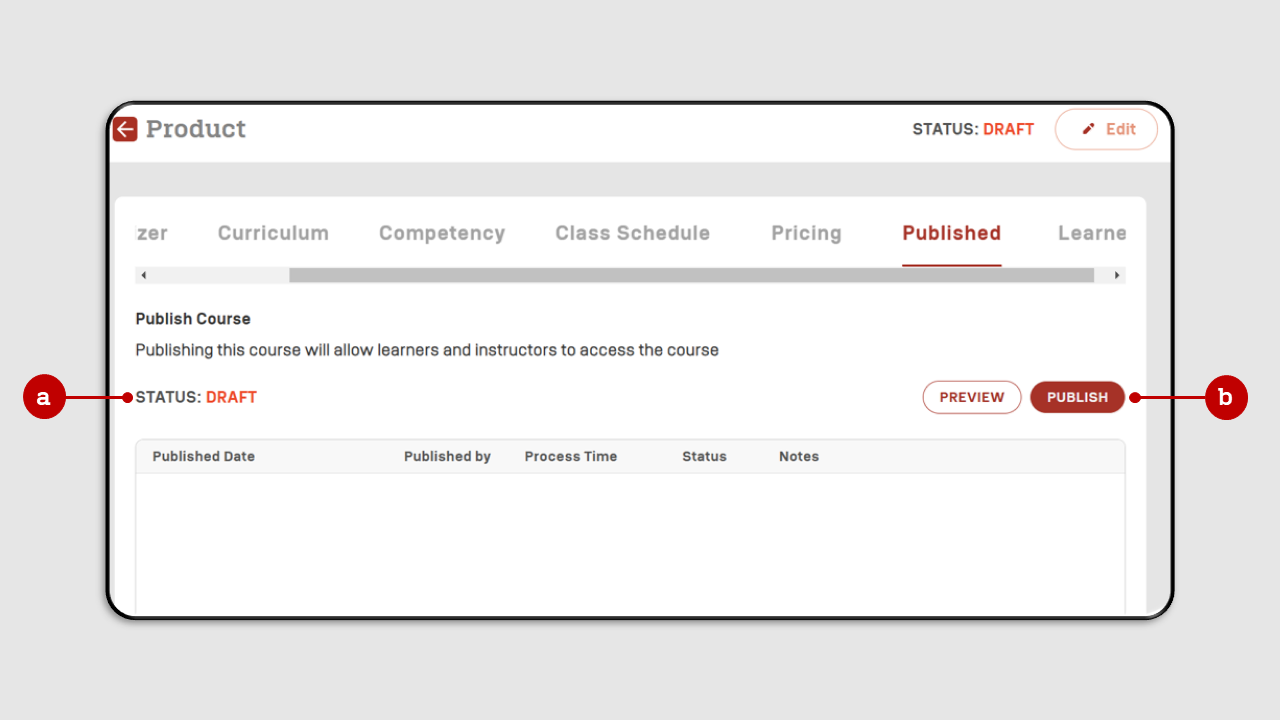 Product
STATUS: DRAFT
Edit
zer Curriculum Competency Class Schedule Pricing Published Learne
Publish Course
Publishing this course will allow learners and instructors to access the course
a
STATUS: DRAFT
PREVIEW
PUBLISH
b
Published Date Published by Process Time Status Notes